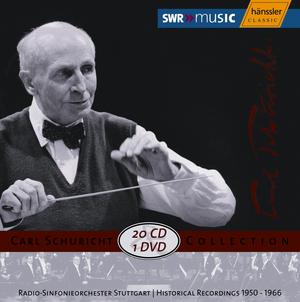 SWR»MUSIC
hänssler
CLASSIC
CARL SCHURICHT
20 CD
1 DVD
COLLECTION
RADIO-SINFONIEORCHESTER STUTTGART | HISTORICAL RECORDINGS 1950 - 1966